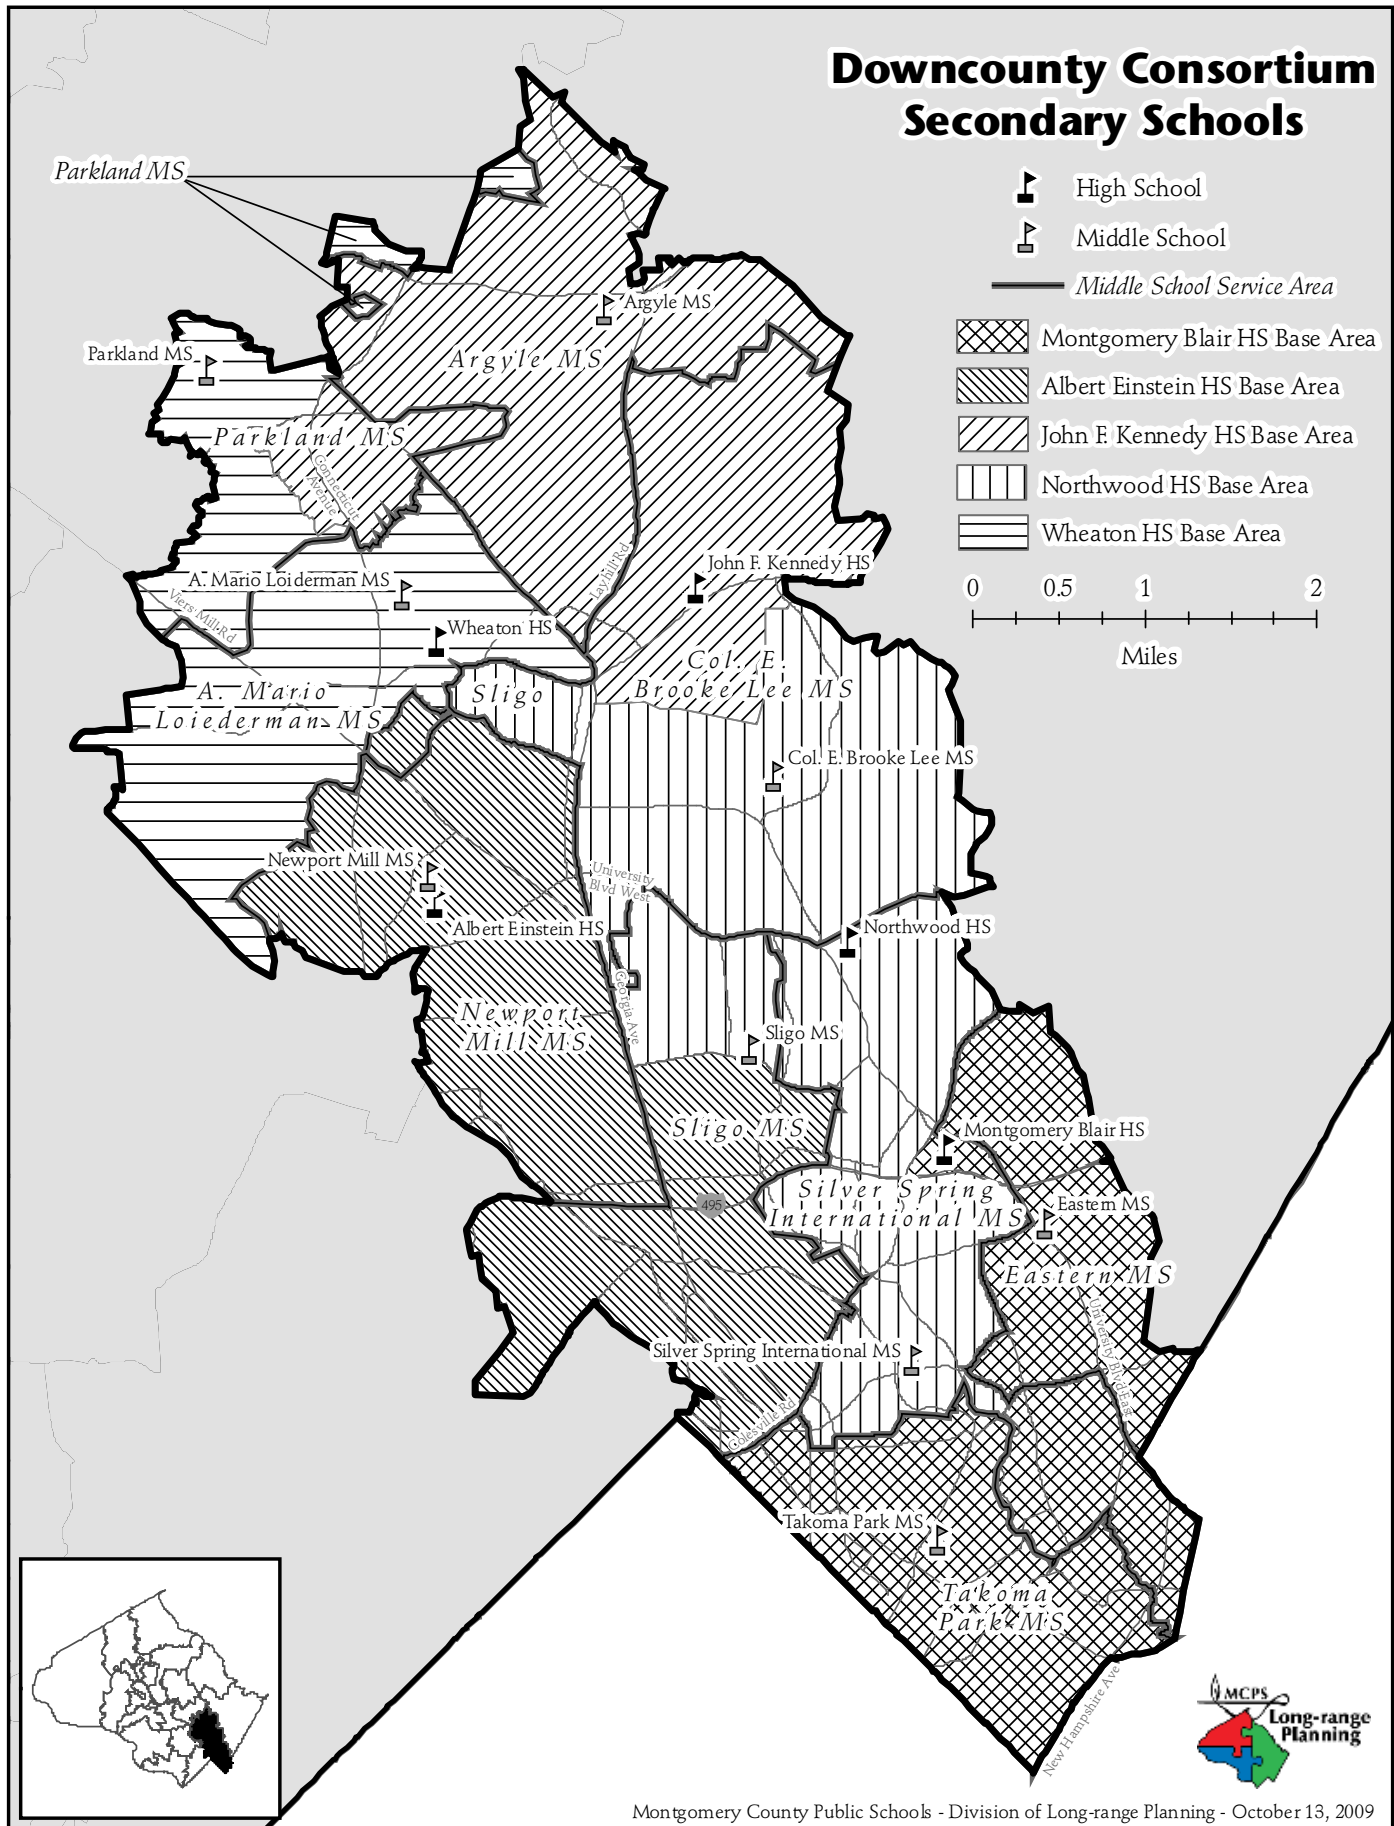 Downcounty Consortium
Secondary Schools
High School
Middle School
Middle School Service Area
Montgomery Blair HS Base Area
Albert Einstein HS Base Area
John F. Kennedy HS Base Area
Northwood HS Base Area
Wheaton HS Base Area
0 0.5 1 2
Miles
Parkland MS
Argyle MS
Argyle MS
Parkland MS
Parkland MS
Connecticut
Avenue
Layhill Rd
John F. Kennedy HS
A. Mario Loiderman MS
Viers Mill Rd
Wheaton HS
Col. E.
Brooke Lee MS
Sligo
A. Mario
Loiederman MS
Col. E. Brooke Lee MS
Newport Mill MS
University
Blvd West
Albert Einstein HS
Northwood HS
Georgia Ave
Newport
Mill MS
Sligo MS
Sligo MS
Montgomery Blair HS
Silver Spring
International MS
495
Eastern MS
Eastern MS
University Blvd East
Silver Spring International MS
Colesville Rd
Takoma Park MS
Takoma
Park MS
New Hampshire Ave
MCPS
Long-range
Planning
Montgomery County Public Schools - Division of Long-range Planning - October 13, 2009